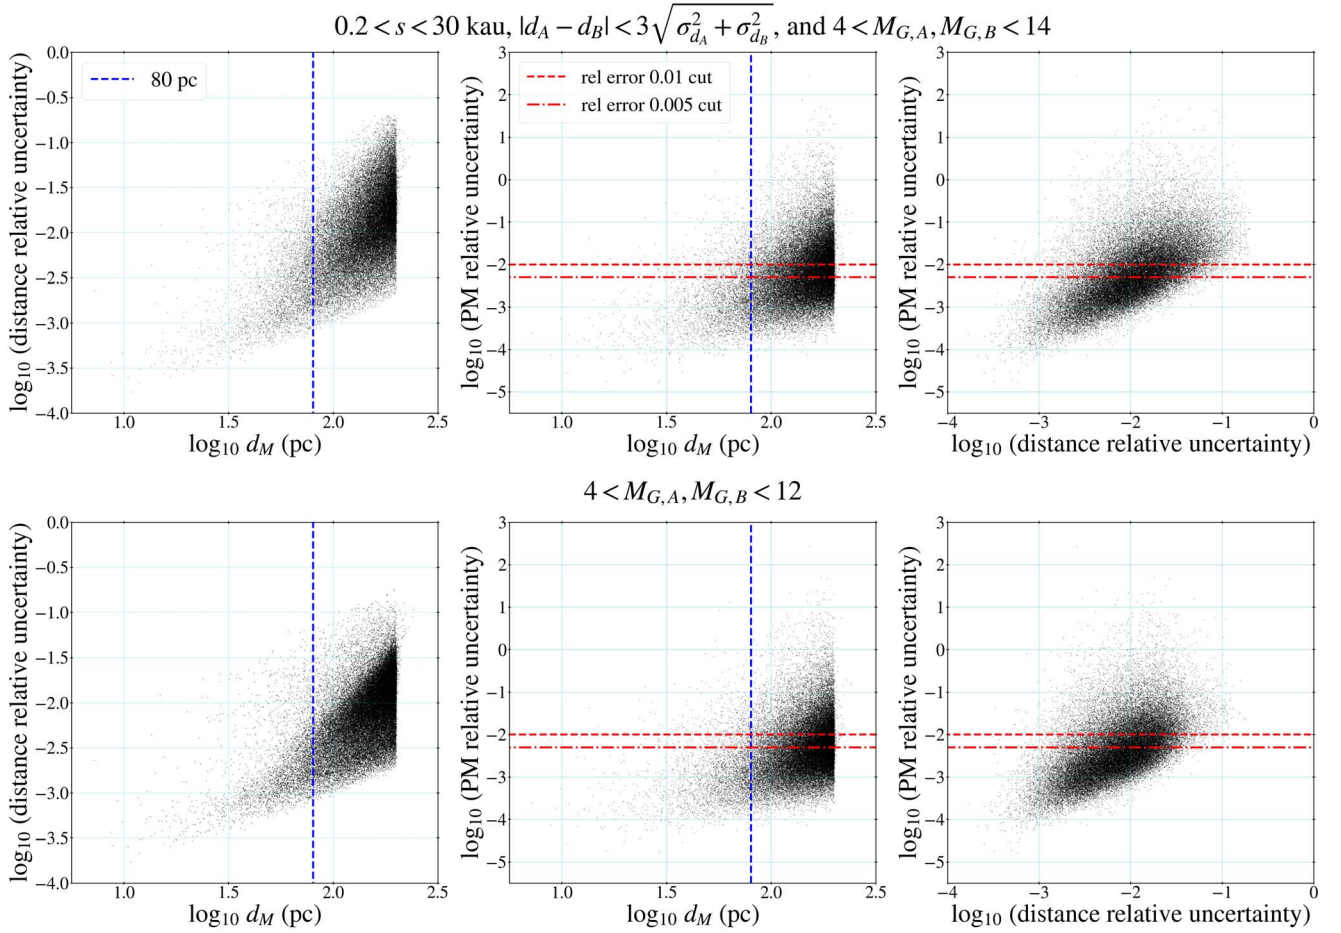 0.2 < s < 30 kau, |d_A − d_B| < 3√(σ²_{d_A} + σ²_{d_B}), and 4 < M_{G,A}, M_{G,B} < 14
log₁₀ (distance relative uncertainty)
0.0
−0.5
−1.0
−1.5
−2.0
−2.5
−3.0
−3.5
−4.0
80 pc
1.0 1.5 2.0 2.5
log₁₀ d_M (pc)
log₁₀ (PM relative uncertainty)
3
2
1
0
−1
−2
−3
−4
−5
rel error 0.01 cut
rel error 0.005 cut
1.0 1.5 2.0 2.5
log₁₀ d_M (pc)
log₁₀ (PM relative uncertainty)
3
2
1
0
−1
−2
−3
−4
−5
−4 −3 −2 −1 0
log₁₀ (distance relative uncertainty)
4 < M_{G,A}, M_{G,B} < 12
log₁₀ (distance relative uncertainty)
0.0
−0.5
−1.0
−1.5
−2.0
−2.5
−3.0
−3.5
−4.0
1.0 1.5 2.0 2.5
log₁₀ d_M (pc)
log₁₀ (PM relative uncertainty)
3
2
1
0
−1
−2
−3
−4
−5
1.0 1.5 2.0 2.5
log₁₀ d_M (pc)
log₁₀ (PM relative uncertainty)
3
2
1
0
−1
−2
−3
−4
−5
−4 −3 −2 −1 0
log₁₀ (distance relative uncertainty)